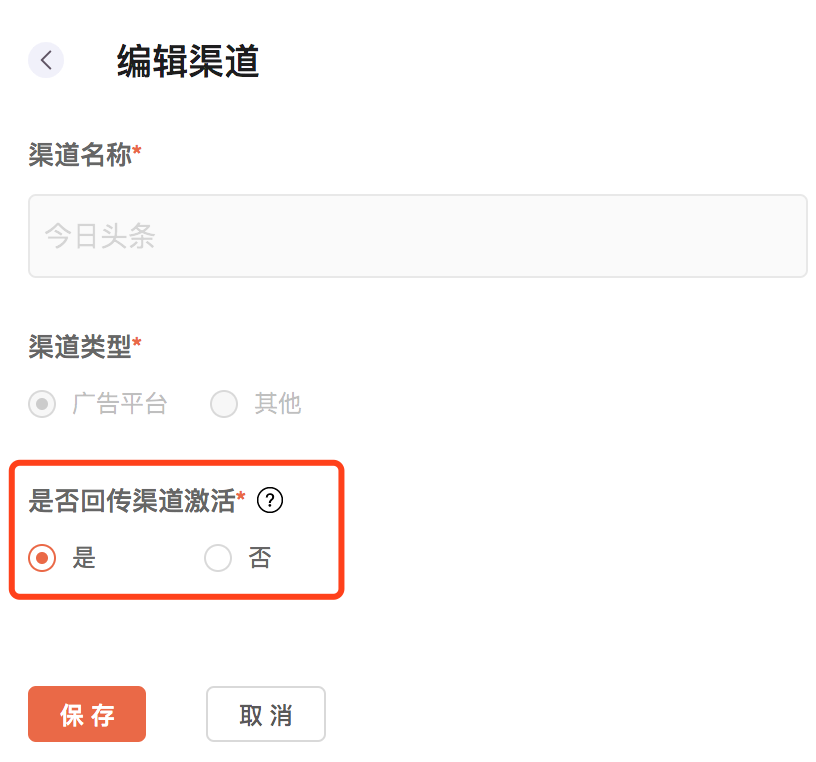 编辑渠道
渠道名称*
今日头条
渠道类型*
广告平台 其他
是否回传渠道激活* ?
是 否
保存 取消